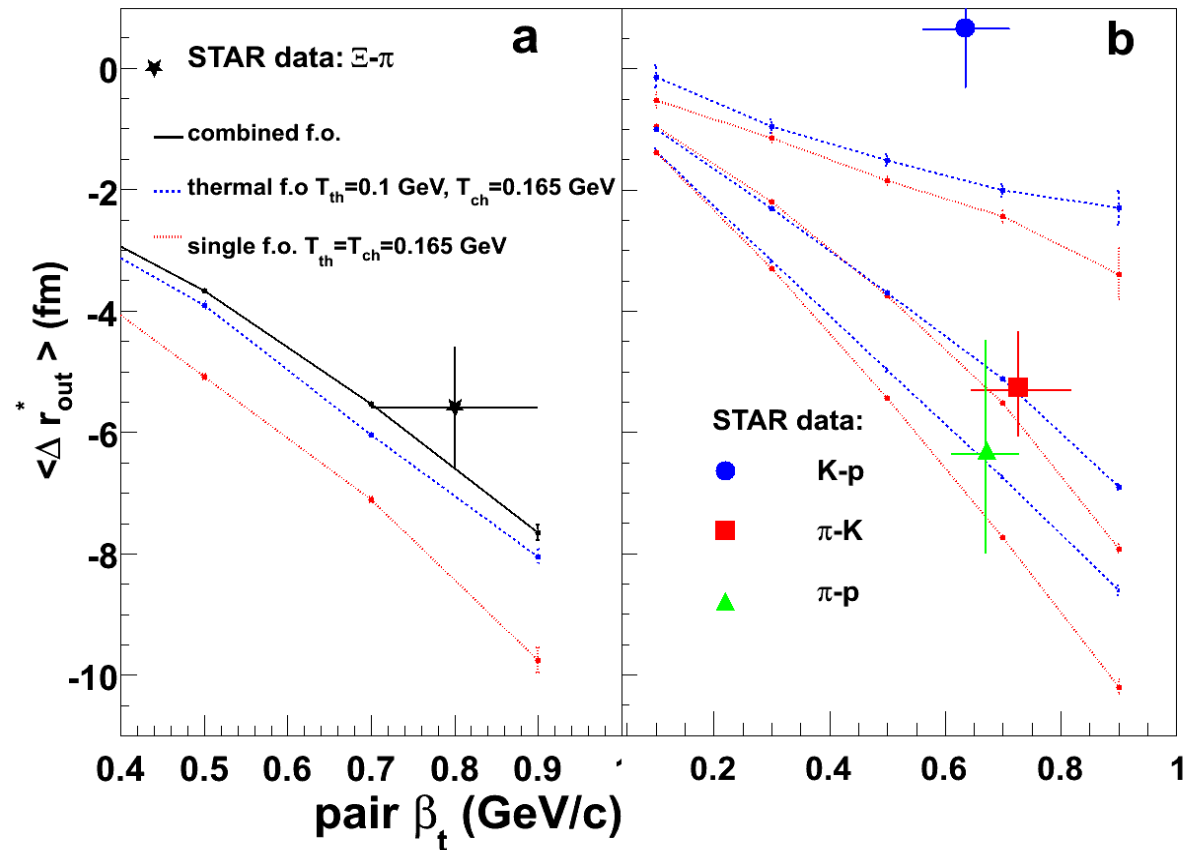 a
b
STAR data: Ξ-π
combined f.o.
thermal f.o T_th=0.1 GeV, T_ch=0.165 GeV
single f.o. T_th=T_ch=0.165 GeV
<Δ r*_out > (fm)
0
-2
-4
-6
-8
-10
STAR data:
K-p
π-K
π-p
0.4 0.5 0.6 0.7 0.8 0.9
0.2 0.4 0.6 0.8 1
pair β_t (GeV/c)